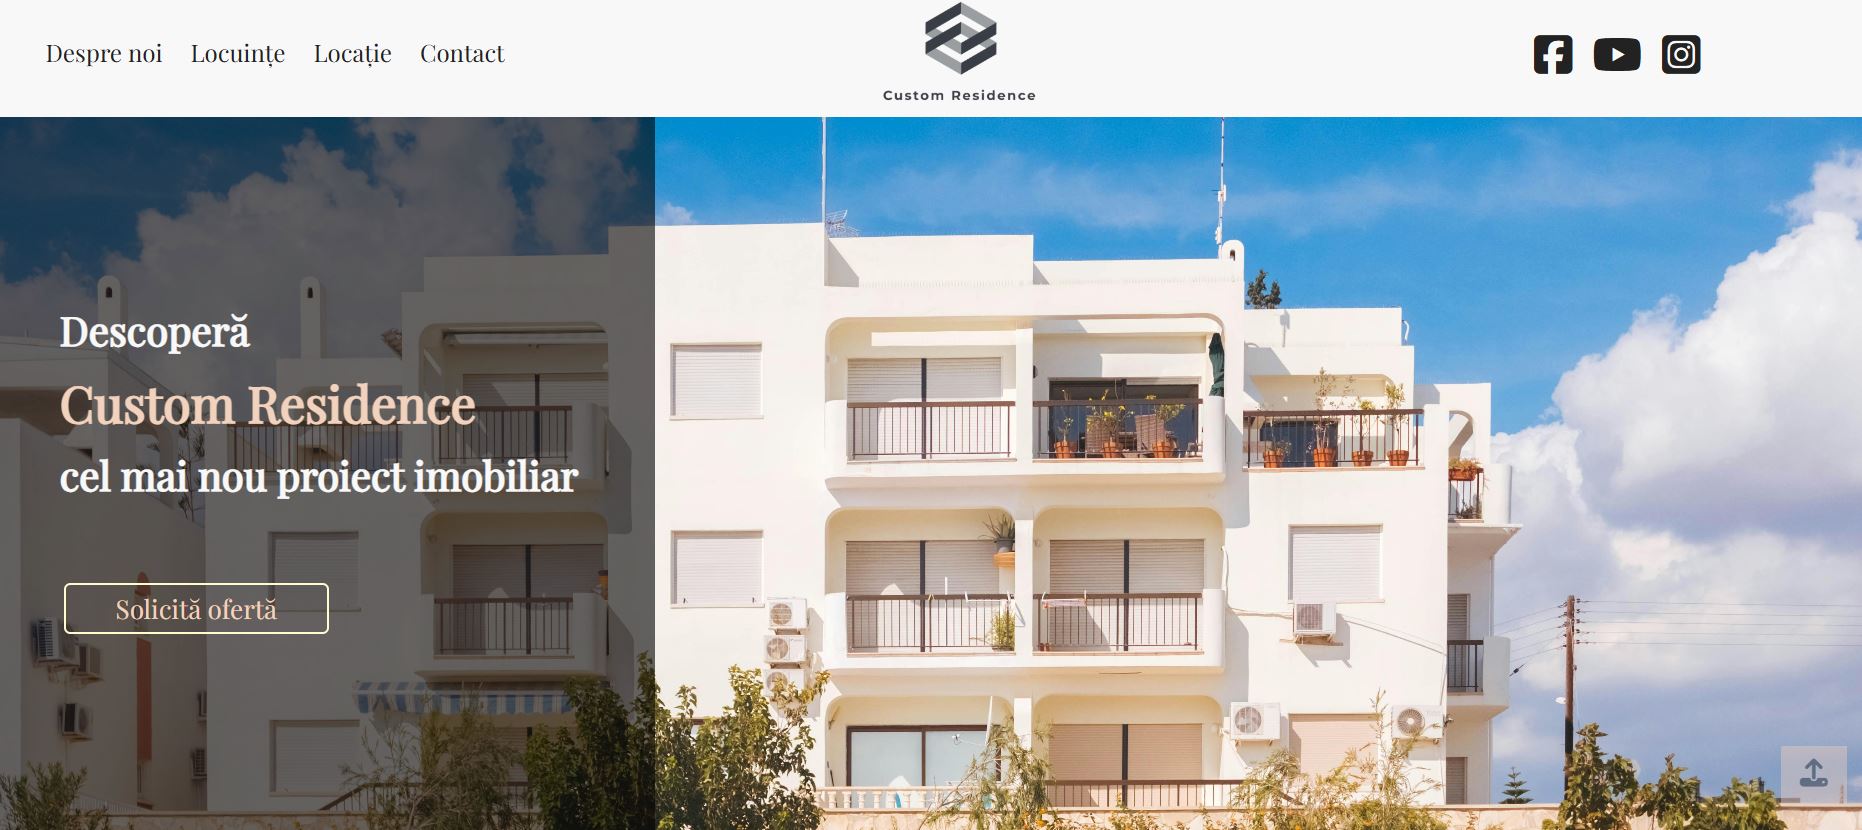 Despre noi Locuințe Locație Contact
Custom Residence
Descoperă
Custom Residence
cel mai nou proiect imobiliar
Solicită ofertă